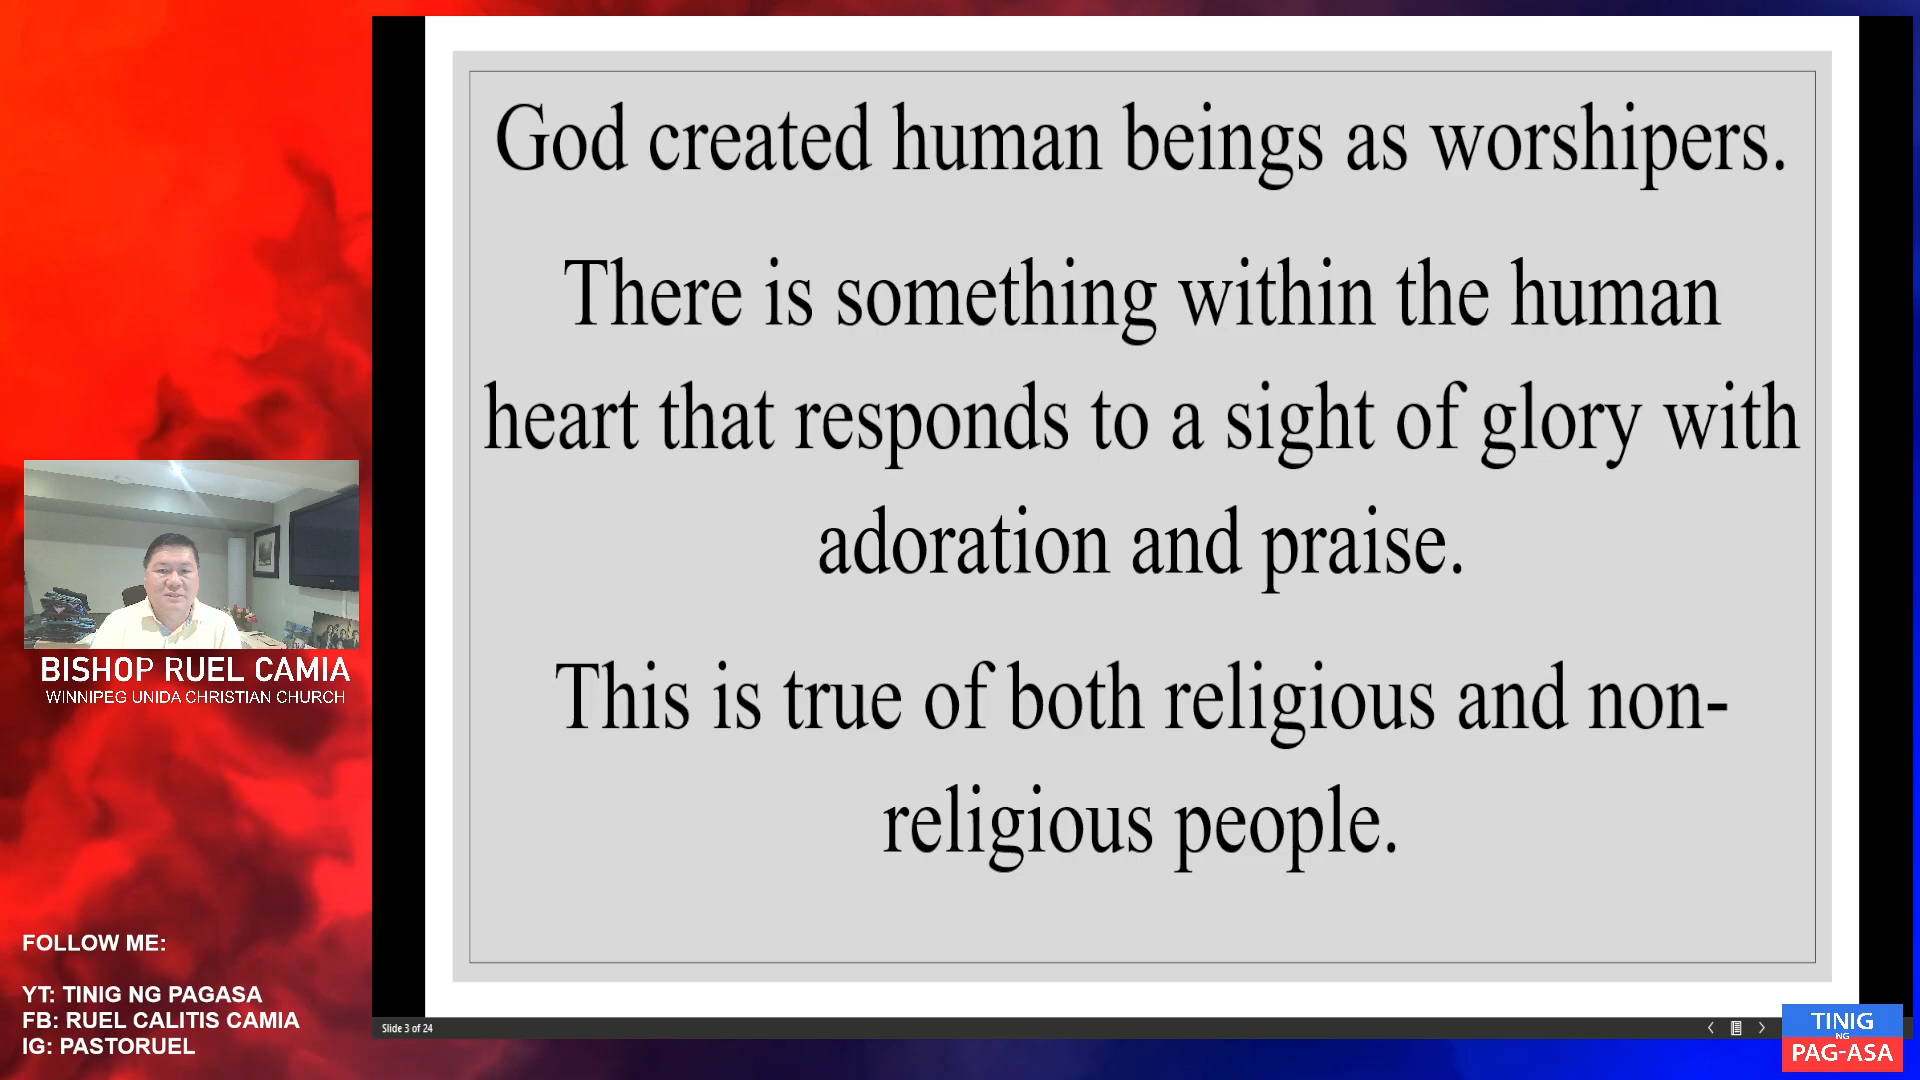 God created human beings as worshipers.
There is something within the human
heart that responds to a sight of glory with
adoration and praise.
This is true of both religious and non-
religious people.
BISHOP RUEL CAMIA
WINNIPEG UNIDA CHRISTIAN CHURCH
FOLLOW ME:
YT: TINIG NG PAGASA
FB: RUEL CALITIS CAMIA
IG: PASTORUEL
Slide 3 of 24
TINIG
NG
PAG-ASA